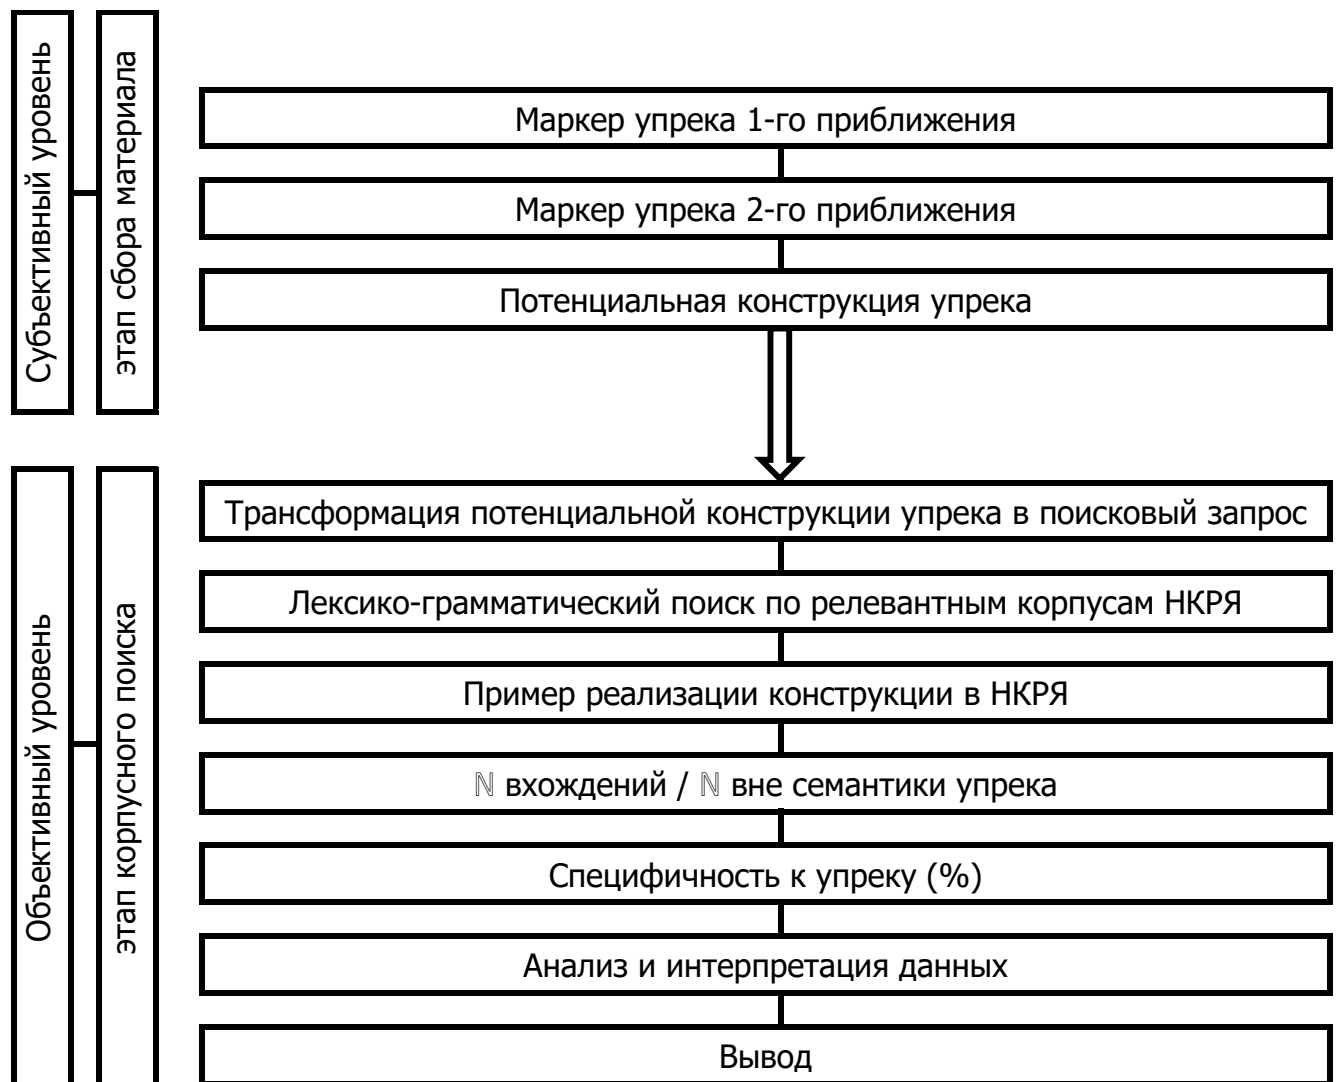 Субъективный уровень
этап сбора материала
Маркер упрека 1-го приближения
Маркер упрека 2-го приближения
Потенциальная конструкция упрека
Объективный уровень
этап корпусного поиска
Трансформация потенциальной конструкции упрека в поисковый запрос
Лексико-грамматический поиск по релевантным корпусам НКРЯ
Пример реализации конструкции в НКРЯ
ℕ вхождений / ℕ вне семантики упрека
Специфичность к упреку (%)
Анализ и интерпретация данных
Вывод